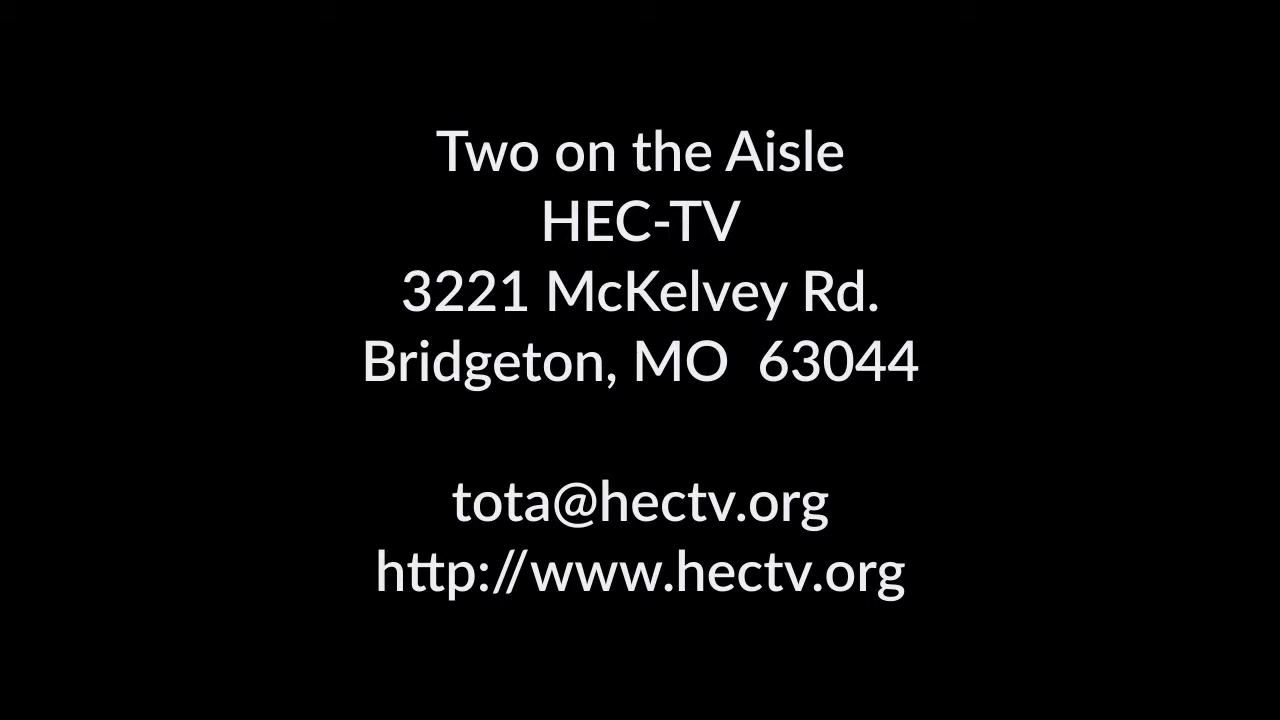 Two on the Aisle
HEC-TV
3221 McKelvey Rd.
Bridgeton, MO  63044
tota@hectv.org
http://www.hectv.org